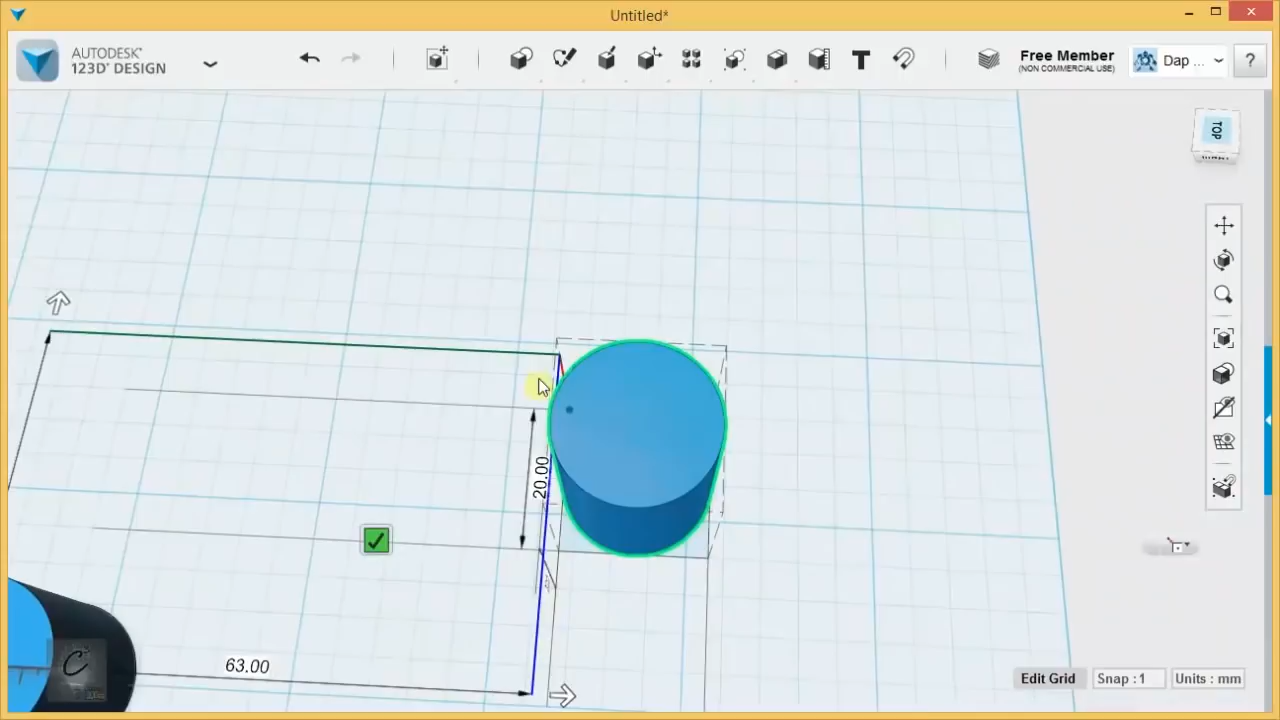 Untitled*
AUTODESK®
123D® DESIGN
T
Free Member
(NON COMMERCIAL USE)
Dap ...
?
TOP
20.00
63.00
Edit Grid
Snap : 1
Units : mm